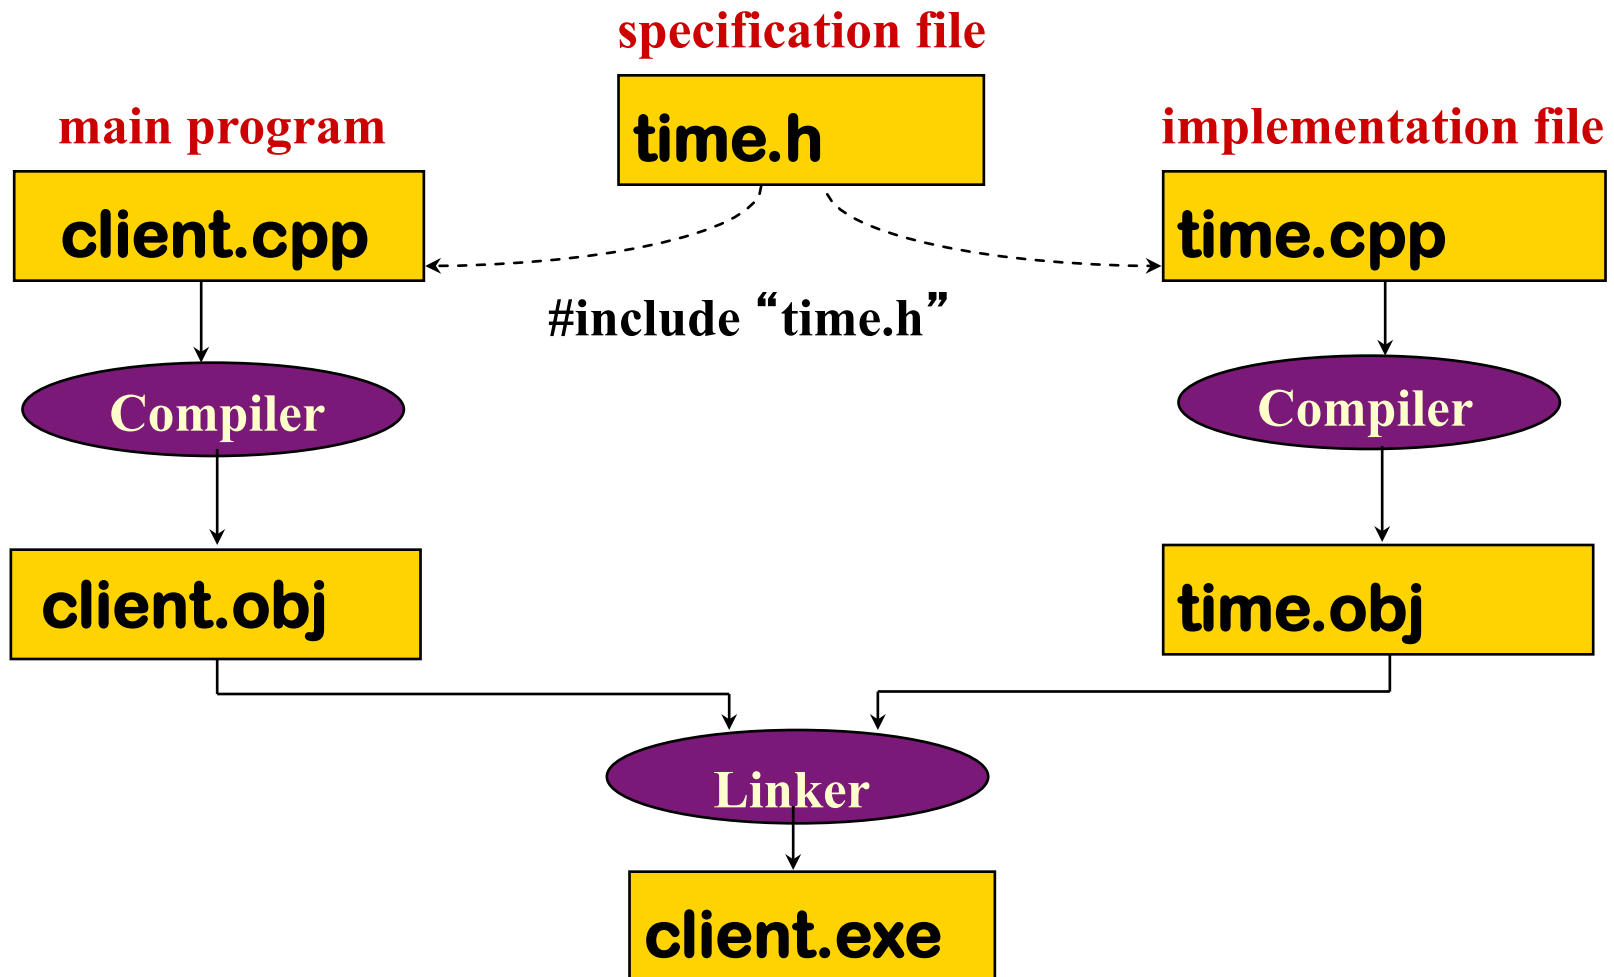 specification file
time.h
main program
implementation file
client.cpp
time.cpp
#include “time.h”
Compiler
Compiler
client.obj
time.obj
Linker
client.exe